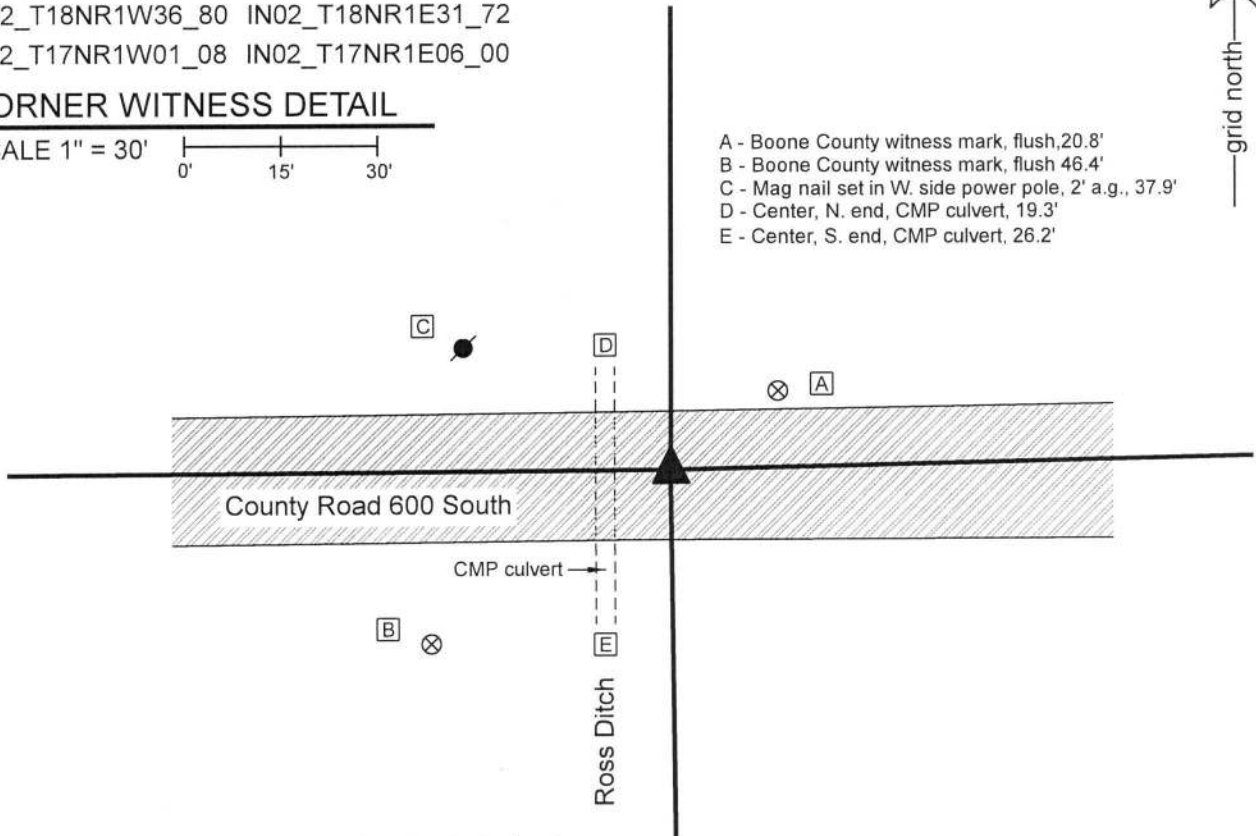 2_T18NR1W36_80 IN02_T18NR1E31_72
2_T17NR1W01_08 IN02_T17NR1E06_00
ORNER WITNESS DETAIL
ALE 1" = 30'
0' 15' 30'
grid north
A - Boone County witness mark, flush,20.8'
B - Boone County witness mark, flush 46.4'
C - Mag nail set in W. side power pole, 2' a.g., 37.9'
D - Center, N. end, CMP culvert, 19.3'
E - Center, S. end, CMP culvert, 26.2'
C
D
A
County Road 600 South
CMP culvert
B
E
Ross Ditch